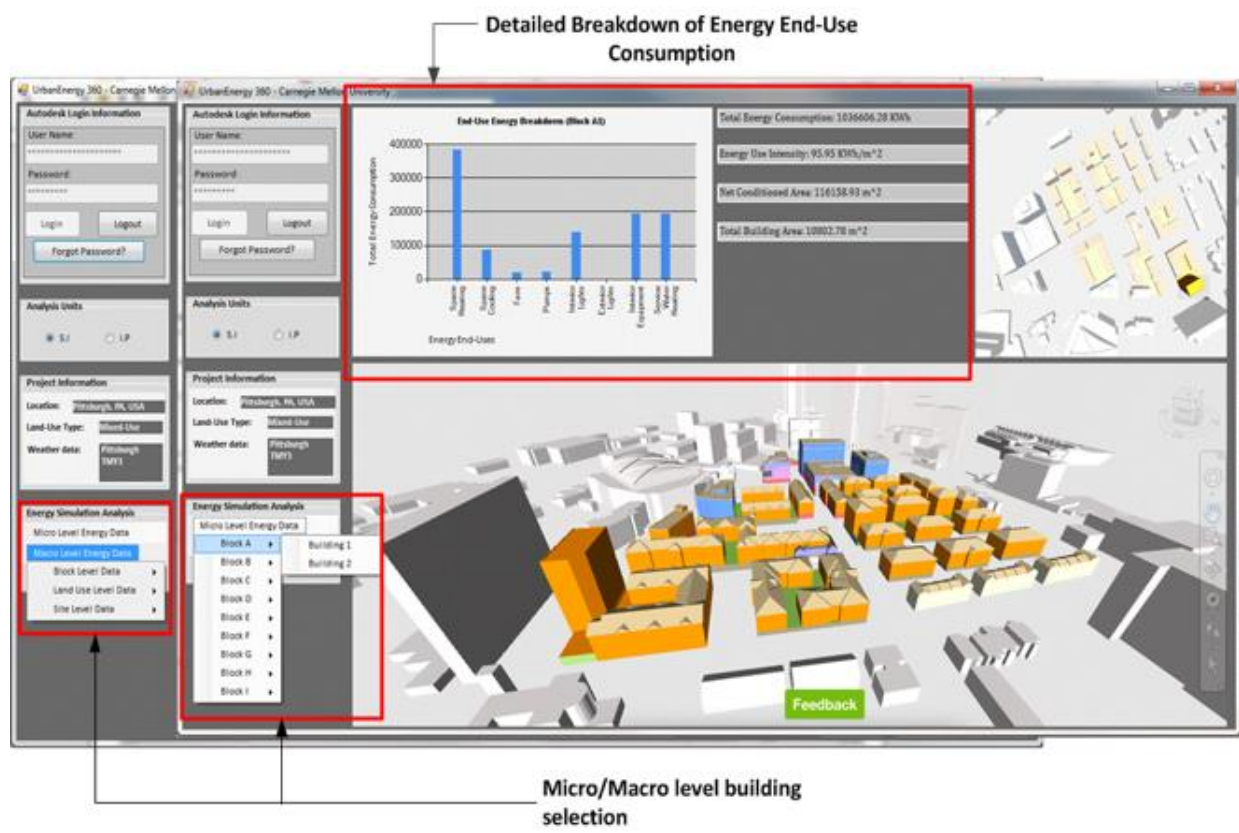 Detailed Breakdown of Energy End-Use
Consumption
UrbanEnergy 360 - Carnegie Mellon
UrbanEnergy 360 - Carnegie Mellon University
Autodesk Login Information
User Name:
Password:
Login
Logout
Forgot Password?
Analysis Units
S.I
I.P
Project Information
Location: Pittsburgh, PA, USA
Land-Use Type: Mixed-Use
Weather data: Pittsburgh
TMY3
Energy Simulation Analysis
Micro Level Energy Data
Macro Level Energy Data
Block Level Data
Land Use Level Data
Site Level Data
Autodesk Login Information
User Name:
Password
Login
Logout
Forgot Password?
Analysis Units
S.I
I.P
Project Information
Location: Pittsburgh, PA, USA
Land-Use Type: Mixed-Use
Weather data: Pittsburgh
TMY3
Energy Simulation Analysis
Micro Level Energy Data
Block A
Block B
Block C
Block D
Block E
Block F
Block G
Block H
Block I
Building 1
Building 2
End-Use Energy Breakdown (Block A1)
Total Energy Consumption
400000
300000
200000
100000
0
Space
Heating
Space
Cooling
Fans
Pumps
Interior
Lights
Exterior
Lights
Interior
Equipment
Service
Water
Heating
Energy End-Uses
Total Energy Consumption: 1036606.28 KWh
Energy Use Intensity: 95.95 KWh/m^2
Net Conditioned Area: 116158.93 m^2
Total Building Area: 10802.78 m^2
Feedback
Micro/Macro level building
selection